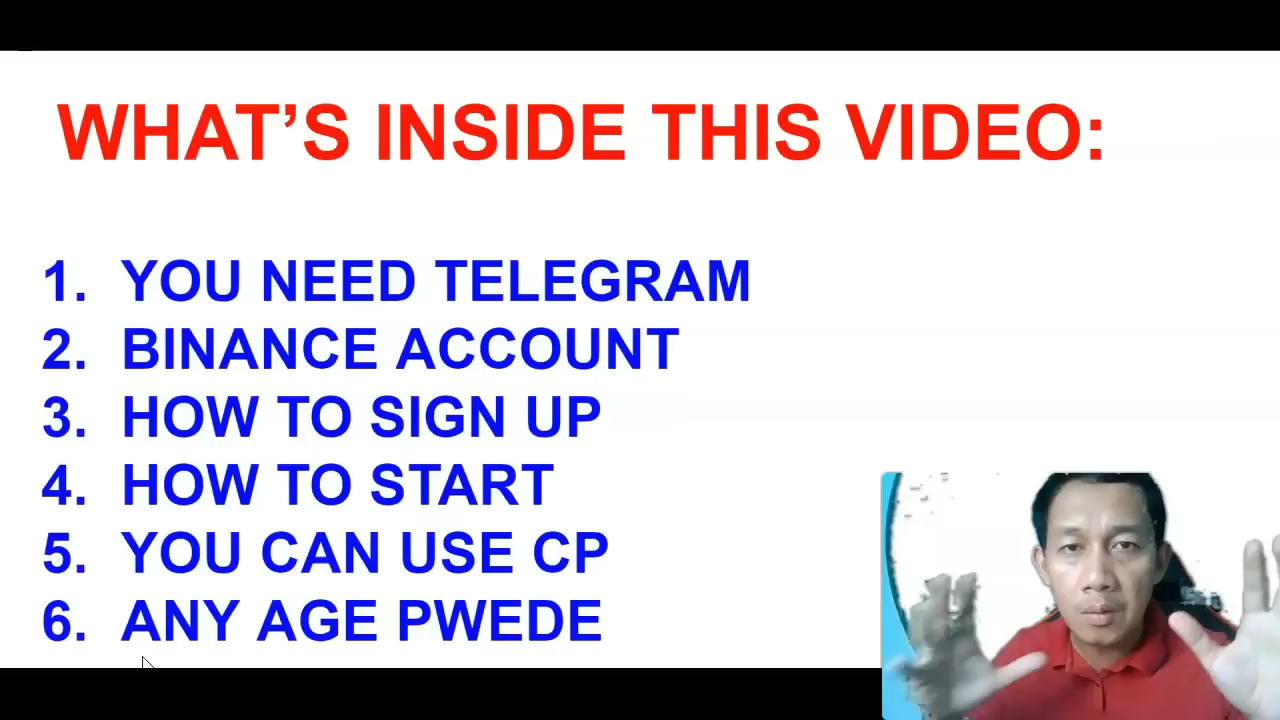 WHAT’S INSIDE THIS VIDEO:
1. YOU NEED TELEGRAM
2. BINANCE ACCOUNT
3. HOW TO SIGN UP
4. HOW TO START
5. YOU CAN USE CP
6. ANY AGE PWEDE